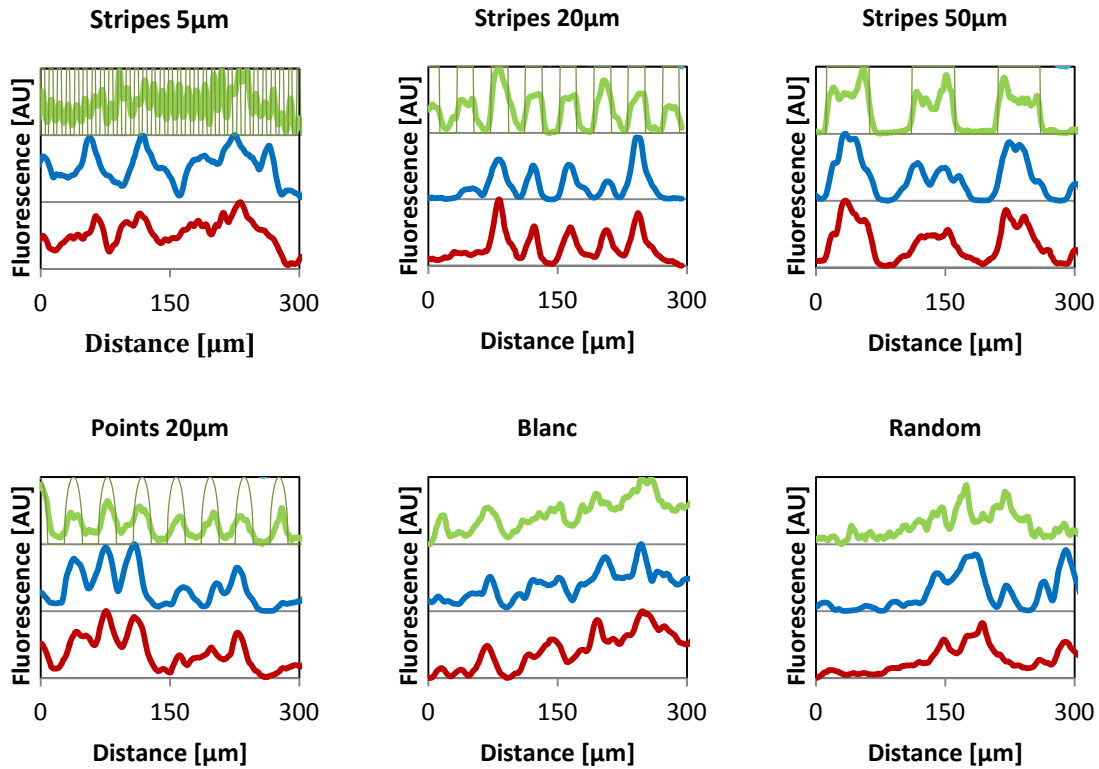 Stripes 5µm
Stripes 20µm
Stripes 50µm
Fluorescence [AU]
Fluorescence [AU]
Fluorescence [AU]
0 150 300
0 150 300
0 150 300
Distance [µm]
Distance [µm]
Distance [µm]
Points 20µm
Blanc
Random
Fluorescence [AU]
Fluorescence [AU]
Fluorescence [AU]
0 150 300
0 150 300
0 150 300
Distance [µm]
Distance [µm]
Distance [µm]